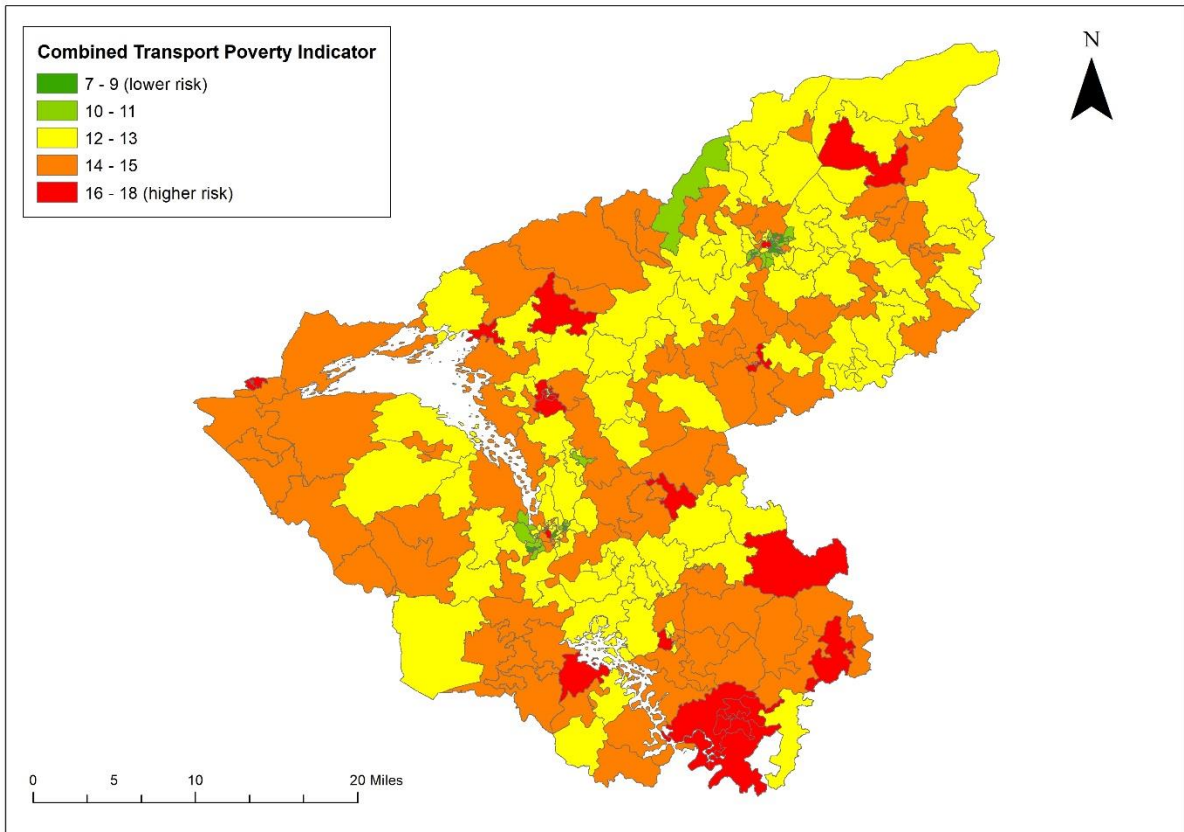 Combined Transport Poverty Indicator
7 - 9 (lower risk)
10 - 11
12 - 13
14 - 15
16 - 18 (higher risk)
N
0 5 10 20 Miles